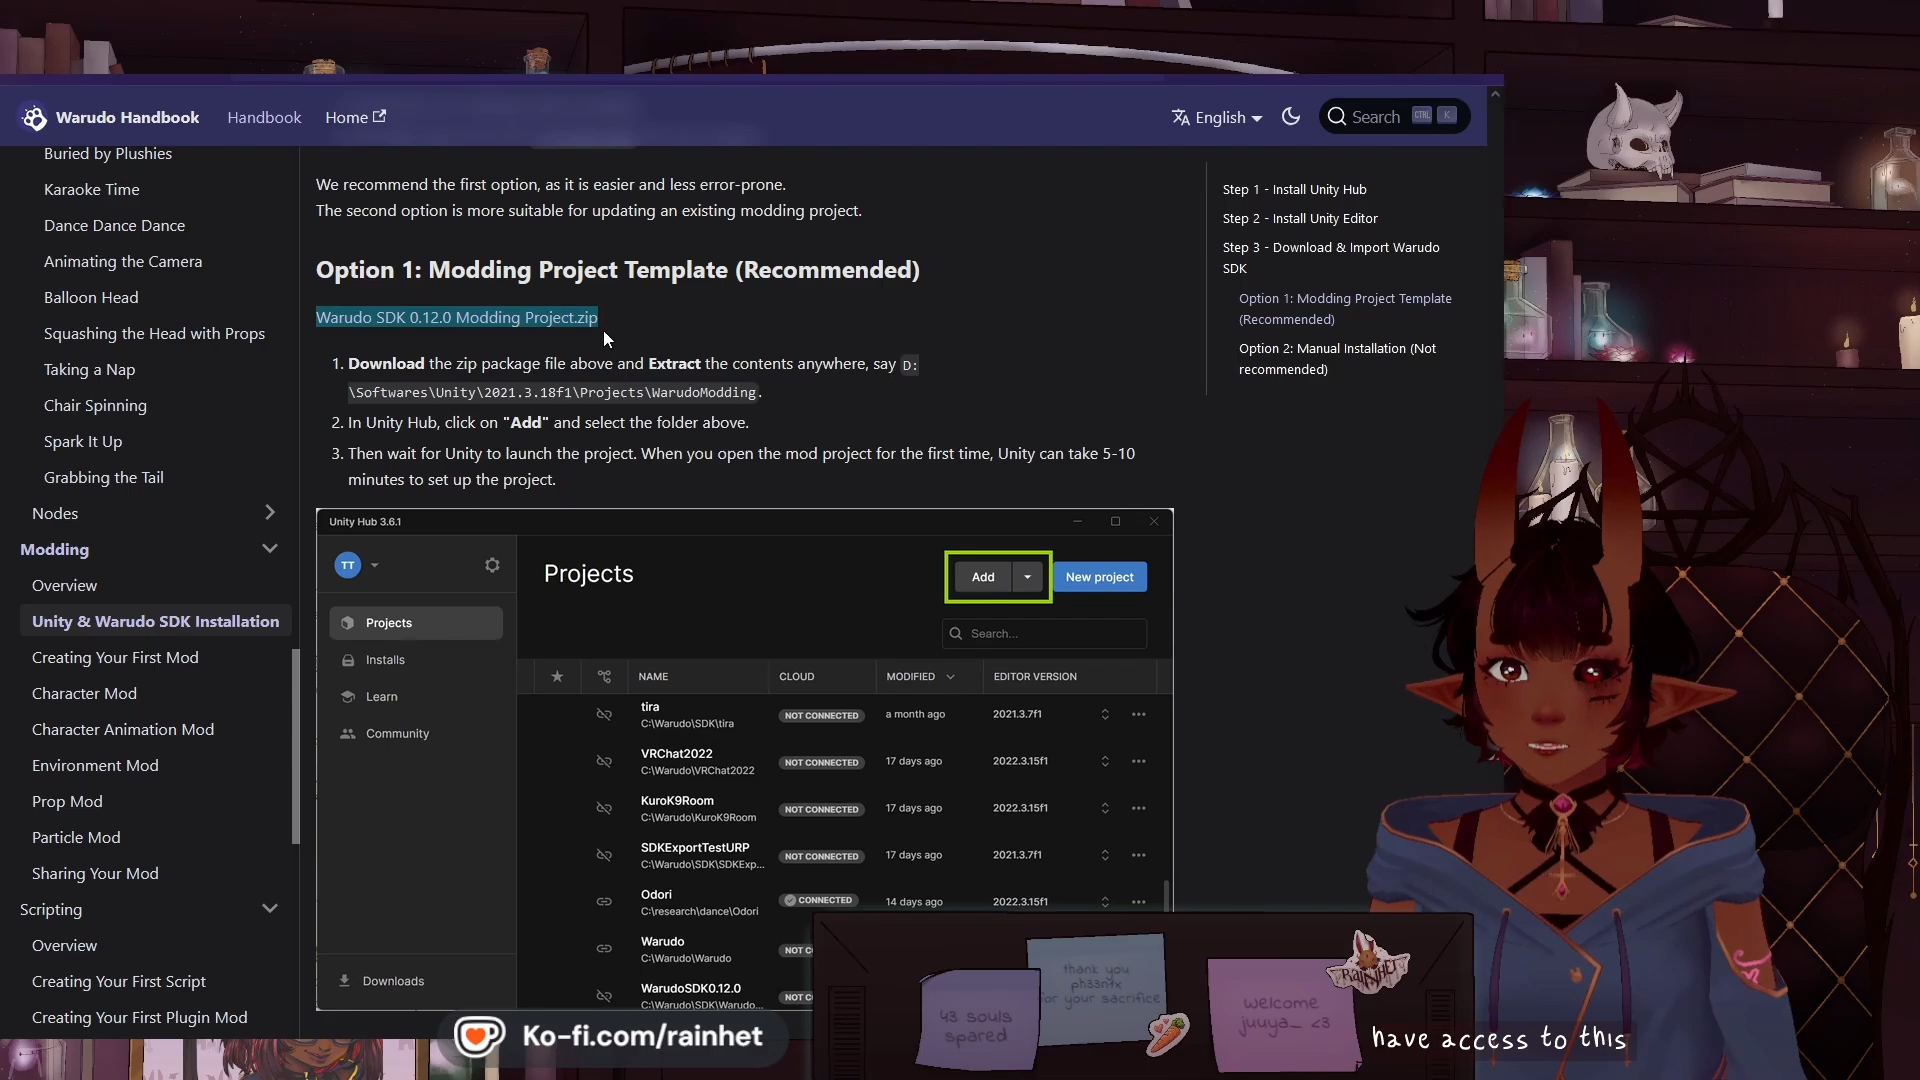 Warudo Handbook
Handbook
Home
English
Search
CTRL
K
Buried by Plushies
Karaoke Time
Dance Dance Dance
Animating the Camera
Balloon Head
Squashing the Head with Props
Taking a Nap
Chair Spinning
Spark It Up
Grabbing the Tail
Nodes
Modding
Overview
Unity & Warudo SDK Installation
Creating Your First Mod
Character Mod
Character Animation Mod
Environment Mod
Prop Mod
Particle Mod
Sharing Your Mod
Scripting
Overview
Creating Your First Script
Creating Your First Plugin Mod
We recommend the first option, as it is easier and less error-prone.
The second option is more suitable for updating an existing modding project.
Option 1: Modding Project Template (Recommended)
Warudo SDK 0.12.0 Modding Project.zip
1. Download the zip package file above and Extract the contents anywhere, say D:
\Softwares\Unity\2021.3.18f1\Projects\WarudoModding.
2. In Unity Hub, click on "Add" and select the folder above.
3. Then wait for Unity to launch the project. When you open the mod project for the first time, Unity can take 5-10
minutes to set up the project.
Step 1 - Install Unity Hub
Step 2 - Install Unity Editor
Step 3 - Download & Import Warudo
SDK
Option 1: Modding Project Template
(Recommended)
Option 2: Manual Installation (Not
recommended)
Unity Hub 3.6.1
TT
Projects
Installs
Learn
Community
Downloads
Projects
Add
New project
Search...
NAME
CLOUD
MODIFIED
EDITOR VERSION
tira
C:\Warudo\SDK\tira
NOT CONNECTED
a month ago
2021.3.7f1
VRChat2022
C:\Warudo\VRChat2022
NOT CONNECTED
17 days ago
2022.3.15f1
KuroK9Room
C:\Warudo\KuroK9Room
NOT CONNECTED
17 days ago
2022.3.15f1
SDKExportTestURP
C:\Warudo\SDK\SDKExp...
NOT CONNECTED
17 days ago
2021.3.7f1
Odori
C:\research\dance\Odori
CONNECTED
14 days ago
2022.3.15f1
Warudo
C:\Warudo\Warudo
NOT C
WarudoSDK0.12.0
C:\Warudo\SDK\Warudo...
NOT C
Ko-fi.com/rainhet
43 souls
spared
thank you
ph33n1x
for your sacrifice
welcome
juuya_ <3
RAINHET
have access to this